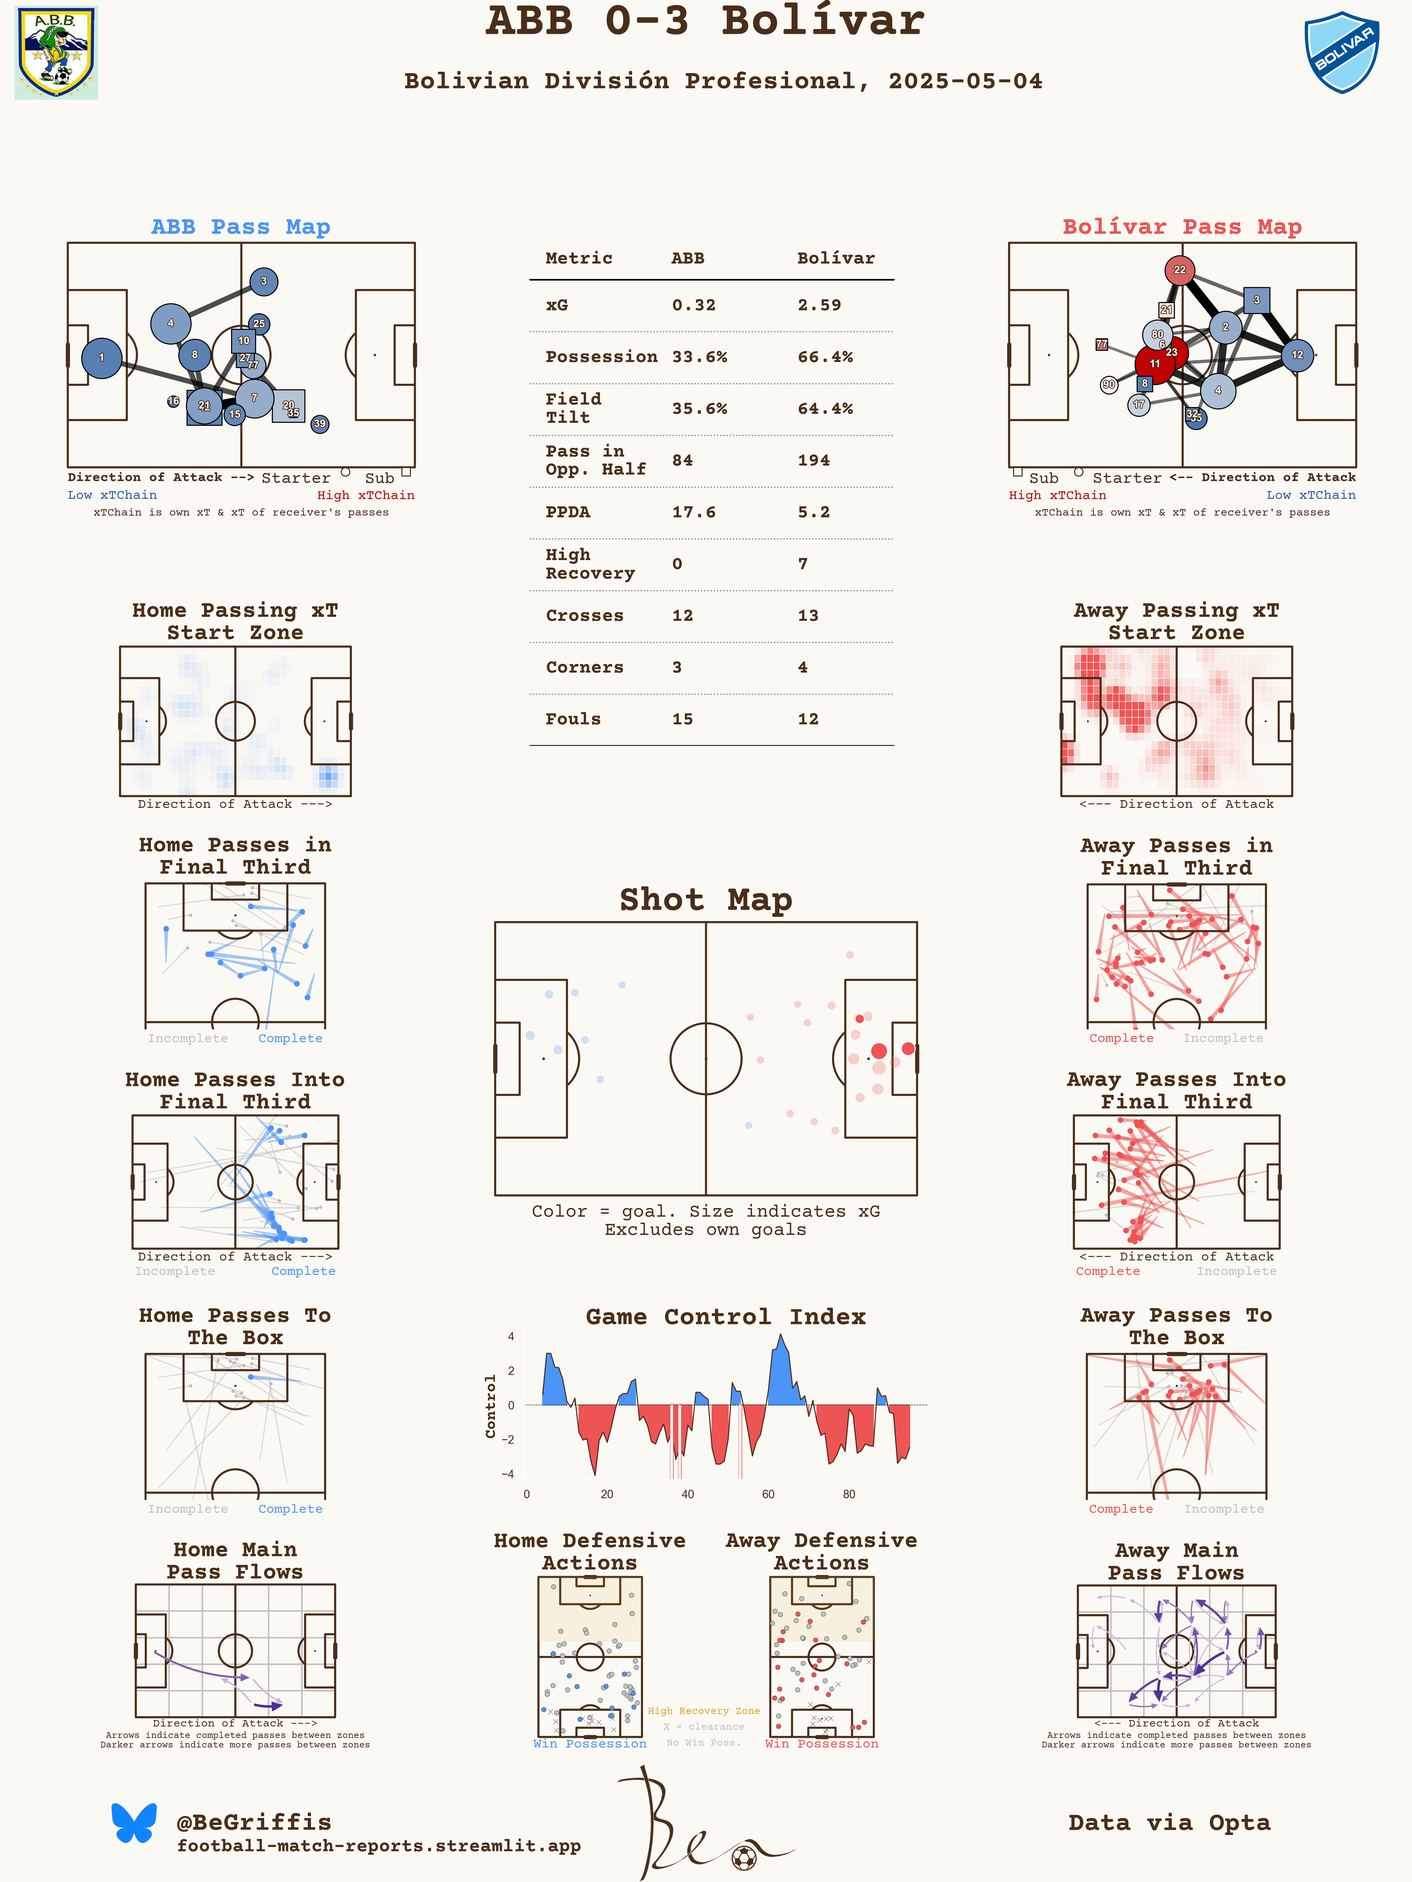 ABB 0-3 Bolívar
Bolivian División Profesional, 2025-05-04
A.B.B.
BOLIVAR
ABB Pass Map
3
4
25
10
1
8
27
77
7
16
21
15
20
35
39
Direction of Attack --> Starter Sub
Low xTChain High xTChain
xTChain is own xT & xT of receiver's passes
Metric ABB Bolívar
xG 0.32 2.59
Possession 33.6% 66.4%
Field
Tilt 35.6% 64.4%
Pass in
Opp. Half 84 194
PPDA 17.6 5.2
High
Recovery 0 7
Crosses 12 13
Corners 3 4
Fouls 15 12
Bolívar Pass Map
22
3
21
2
80
77
6
23
12
11
90
8
4
17
32
Sub Starter <-- Direction of Attack
High xTChain Low xTChain
xTChain is own xT & xT of receiver's passes
Home Passing xT
Start Zone
Direction of Attack --->
Away Passing xT
Start Zone
<--- Direction of Attack
Home Passes in
Final Third
Incomplete Complete
Away Passes in
Final Third
Complete Incomplete
Shot Map
Color = goal. Size indicates xG
Excludes own goals
Home Passes Into
Final Third
Direction of Attack --->
Incomplete Complete
Away Passes Into
Final Third
<--- Direction of Attack
Complete Incomplete
Home Passes To
The Box
Incomplete Complete
Game Control Index
Control
4
2
0
−2
−4
0 20 40 60 80
Away Passes To
The Box
Complete Incomplete
Home Main
Pass Flows
Direction of Attack --->
Arrows indicate completed passes between zones
Darker arrows indicate more passes between zones
Home Defensive
Actions
Win Possession
Away Defensive
Actions
Win Possession
High Recovery Zone
X = clearance
No Win Poss.
Away Main
Pass Flows
<--- Direction of Attack
Arrows indicate completed passes between zones
Darker arrows indicate more passes between zones
@BeGriffis
football-match-reports.streamlit.app
Ben
Data via Opta